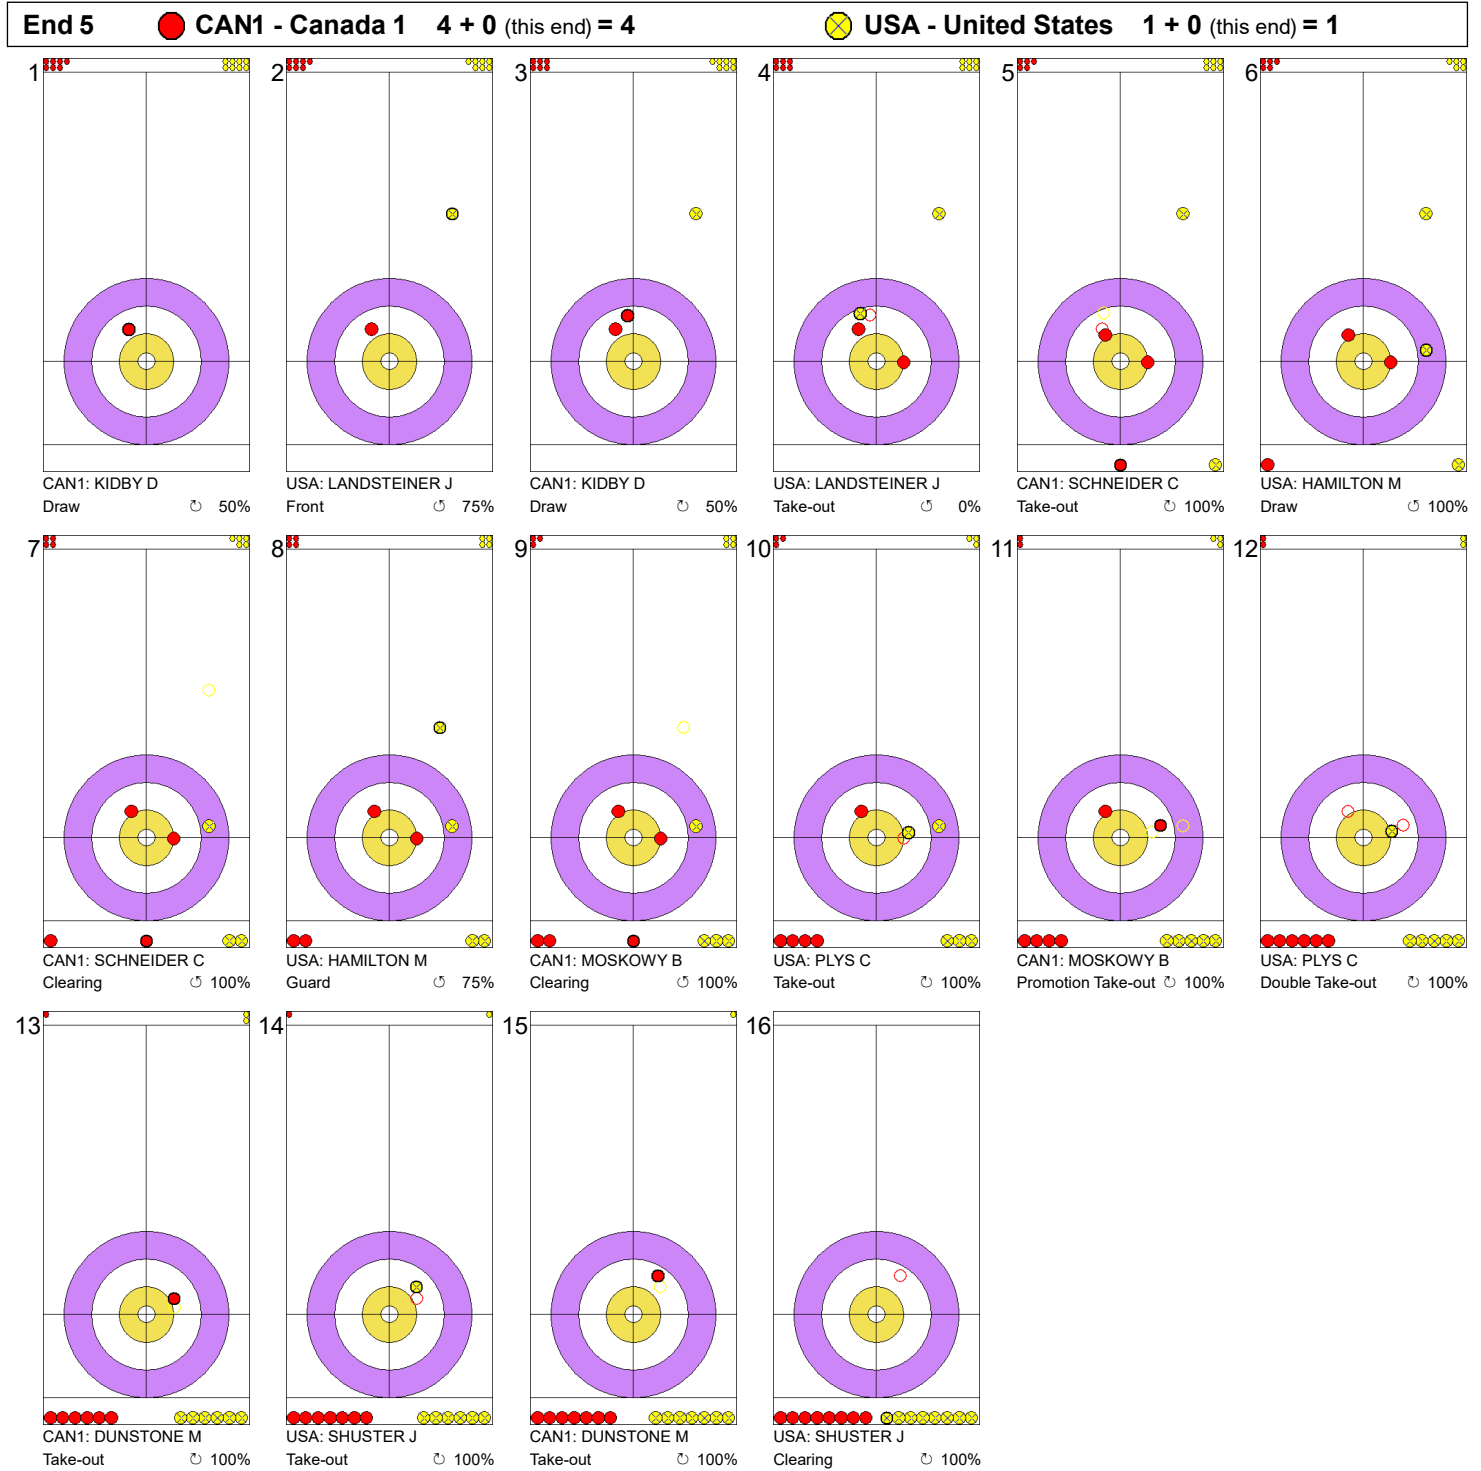 End 5 CAN1 - Canada 1 4 + 0 (this end) = 4 USA - United States 1 + 0 (this end) = 1
1 2 3 4 5 6
CAN1: KIDBY D USA: LANDSTEINER J CAN1: KIDBY D USA: LANDSTEINER J CAN1: SCHNEIDER C USA: HAMILTON M
Draw ↻ 50% Front ↺ 75% Draw ↻ 50% Take-out ↺ 0% Take-out ↻ 100% Draw ↻ 100%
7 8 9 10 11 12
CAN1: SCHNEIDER C USA: HAMILTON M CAN1: MOSKOWY B USA: PLYS C CAN1: MOSKOWY B USA: PLYS C
Clearing ↺ 100% Guard ↺ 75% Clearing ↺ 100% Take-out ↻ 100% Promotion Take-out ↻ 100% Double Take-out ↻ 100%
13 14 15 16
CAN1: DUNSTONE M USA: SHUSTER J CAN1: DUNSTONE M USA: SHUSTER J
Take-out ↻ 100% Take-out ↻ 100% Take-out ↻ 100% Clearing ↻ 100%